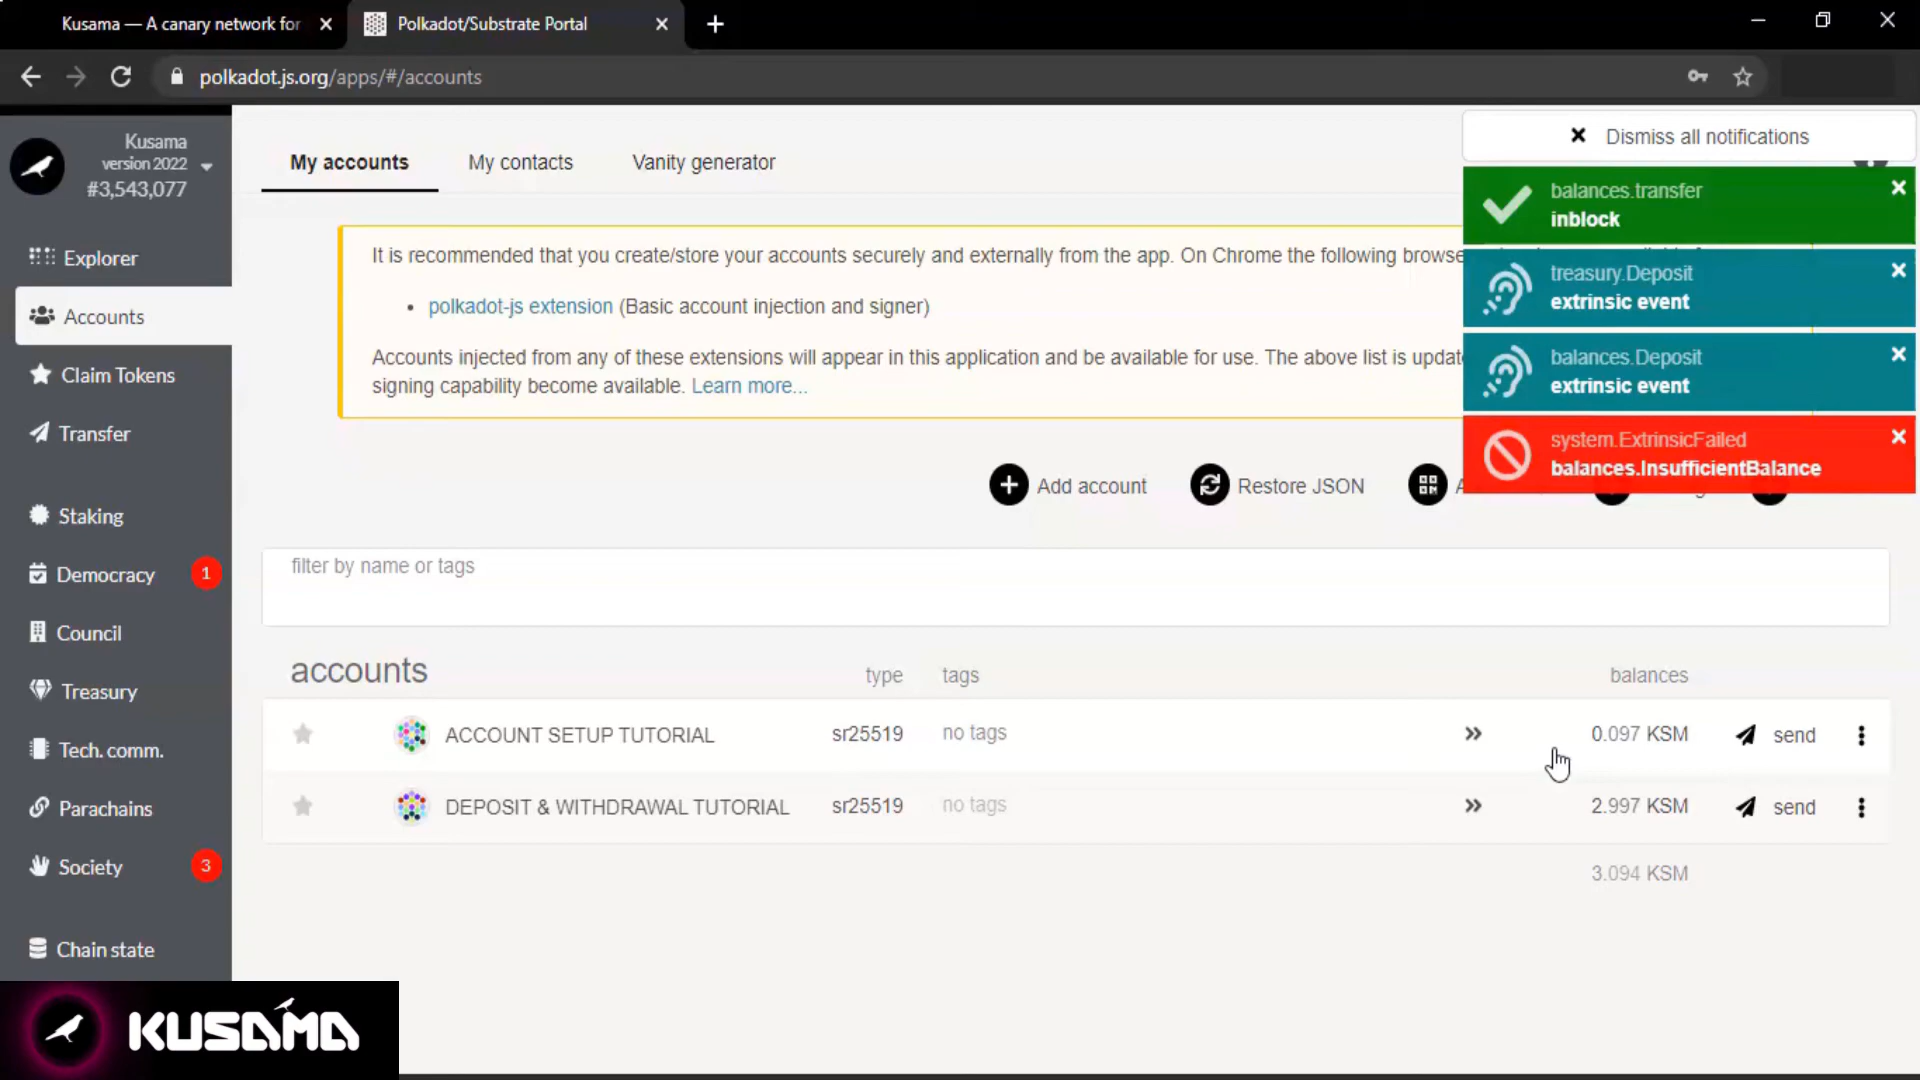 Kusama — A canary network for
Polkadot/Substrate Portal
polkadot.js.org/apps/#/accounts
Kusama
version 2022
#3,543,077
Explorer
Accounts
Claim Tokens
Transfer
Staking
Democracy
1
Council
Treasury
Tech. comm.
Parachains
Society
3
Chain state
KUSAMA
My accounts
My contacts
Vanity generator
It is recommended that you create/store your accounts securely and externally from the app. On Chrome the following browse
• polkadot-js extension (Basic account injection and signer)
Accounts injected from any of these extensions will appear in this application and be available for use. The above list is update
signing capability become available. Learn more...
Dismiss all notifications
balances.transfer
inblock
treasury.Deposit
extrinsic event
balances.Deposit
extrinsic event
system.ExtrinsicFailed
balances.InsufficientBalance
Add account
Restore JSON
filter by name or tags
accounts type tags balances
ACCOUNT SETUP TUTORIAL sr25519 no tags 0.097 KSM send
DEPOSIT & WITHDRAWAL TUTORIAL sr25519 no tags 2.997 KSM send
3.094 KSM